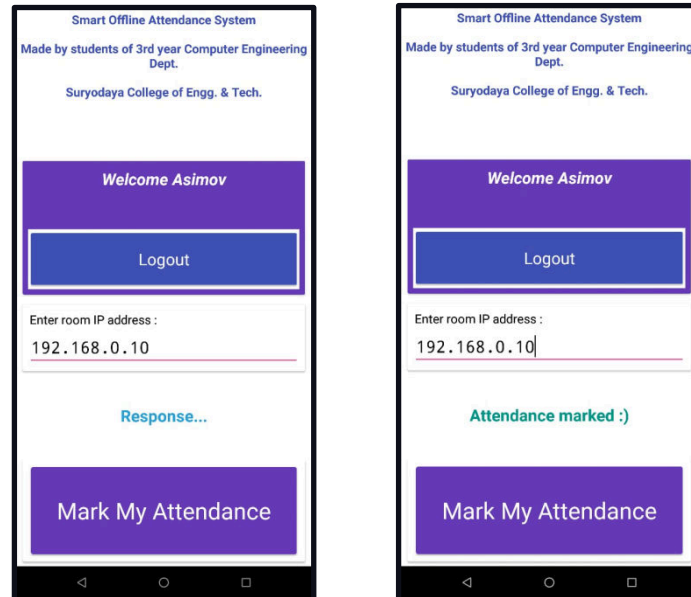 Smart Offline Attendance System
Made by students of 3rd year Computer Engineering
Dept.
Suryodaya College of Engg. & Tech.
Welcome Asimov
Logout
Enter room IP address :
192.168.0.10
Response...
Mark My Attendance
Smart Offline Attendance System
Made by students of 3rd year Computer Engineering
Dept.
Suryodaya College of Engg. & Tech.
Welcome Asimov
Logout
Enter room IP address :
192.168.0.10
Attendance marked :)
Mark My Attendance